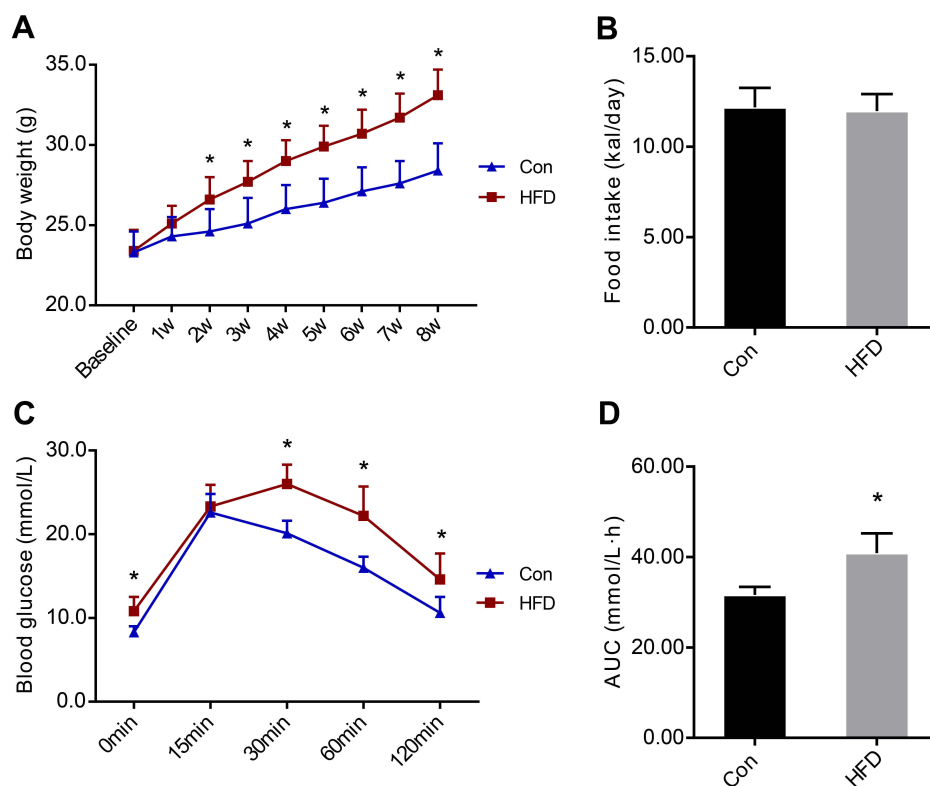 A
Body weight (g)
35.0
30.0
25.0
20.0
* * * * * * *
Baseline 1w 2w 3w 4w 5w 6w 7w 8w
Con
HFD
B
Food intake (kal/day)
15.00
10.00
5.00
0.00
Con HFD
C
Blood glucose (mmol/L)
30.0
20.0
10.0
0.0
* * * *
0min 15min 30min 60min 120min
Con
HFD
D
AUC (mmol/L·h)
60.00
40.00
20.00
0.00
*
Con HFD